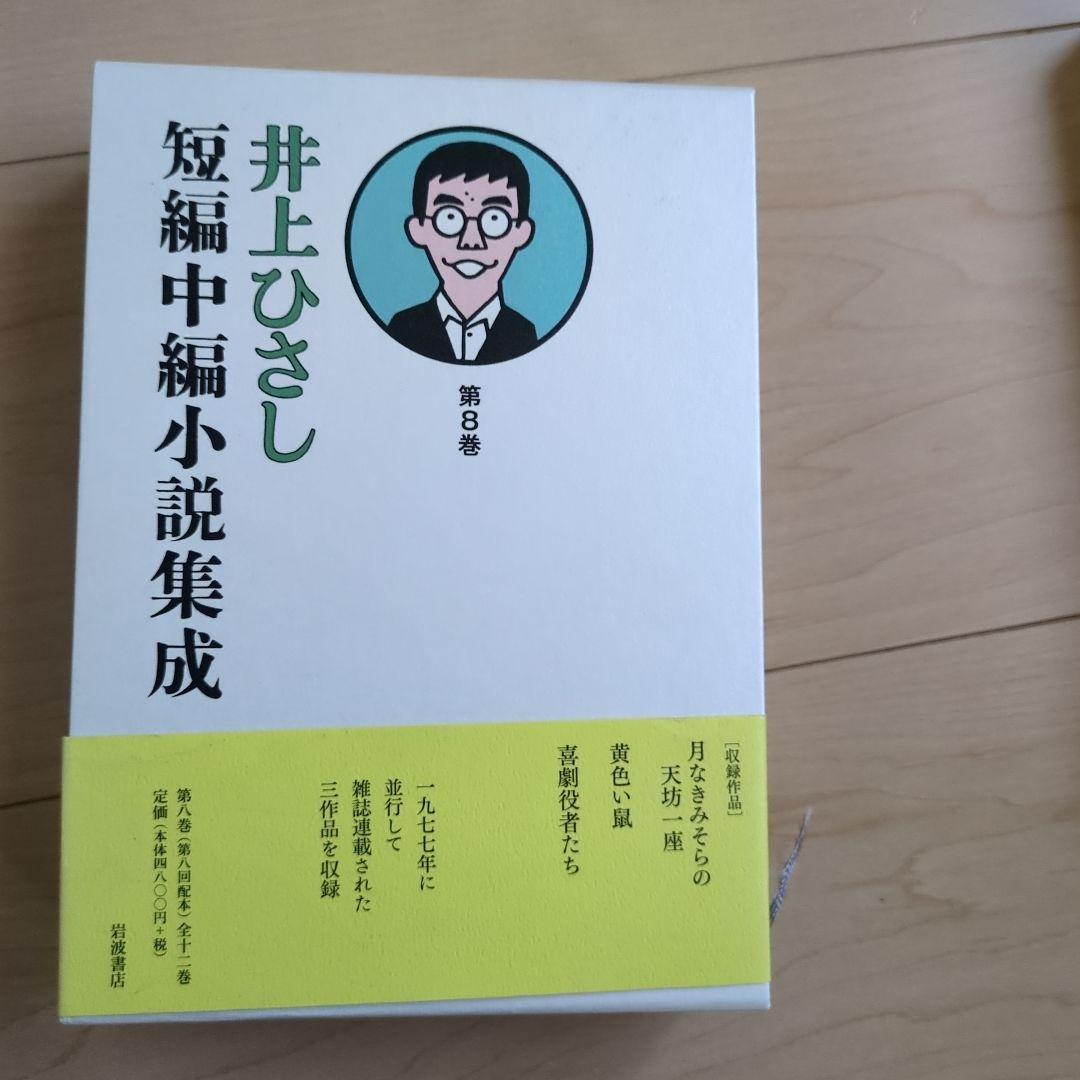 井上ひさし
短編中編小説集成
第8巻
[収録作品]
月なきみそらの
天坊一座
黄色い鼠
喜劇役者たち
一九七七年に
並行して
雑誌連載された
三作品を収録
第八巻(第八回配本)全十二巻
定価(本体四八〇〇円+税)
岩波書店